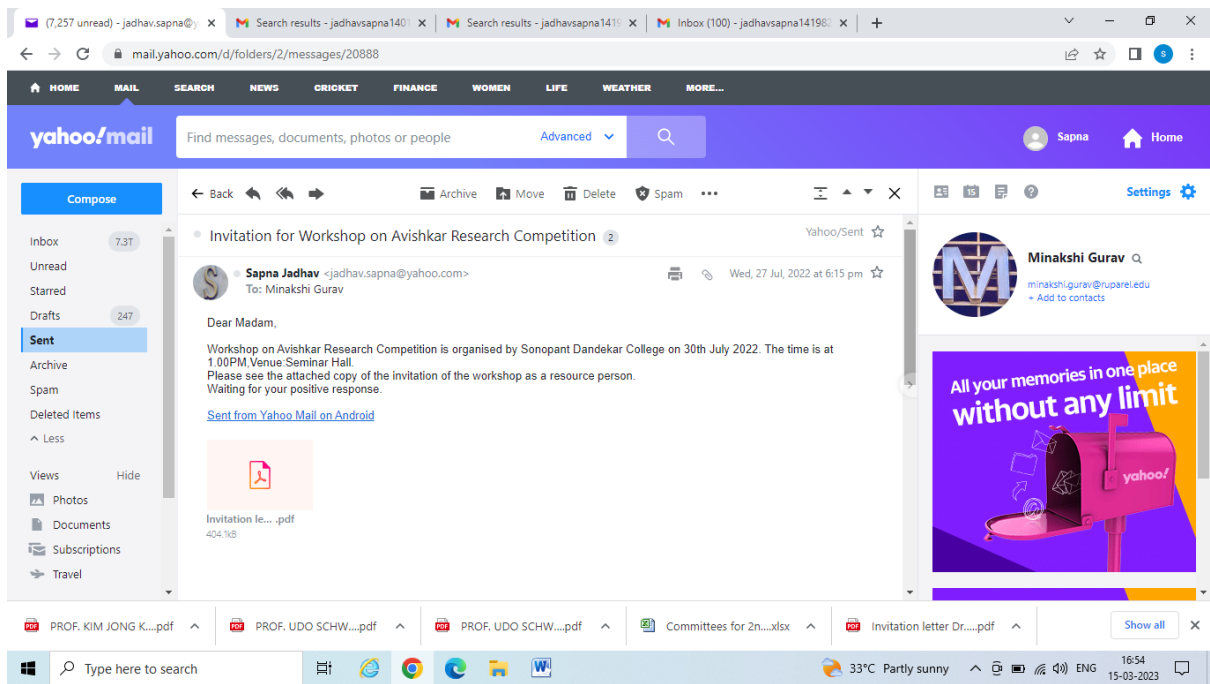 (7,257 unread) - jadhav.sapna@y
Search results - jadhavsapna1401
Search results - jadhavsapna1419
Inbox (100) - jadhavsapna141982
mail.yahoo.com/d/folders/2/messages/20888
S
HOME MAIL SEARCH NEWS CRICKET FINANCE WOMEN LIFE WEATHER MORE...
yahoo!mail
Find messages, documents, photos or people
Advanced
Sapna
Home
Compose
Back
Archive
Move
Delete
Spam
15
Settings
Inbox 7.3T
Unread
Starred
Drafts 247
Sent
Archive
Spam
Deleted Items
Less
Views Hide
Photos
Documents
Subscriptions
Travel
Invitation for Workshop on Avishkar Research Competition 2
Yahoo/Sent
S
Sapna Jadhav <jadhav.sapna@yahoo.com>
Wed, 27 Jul, 2022 at 6:15 pm
To: Minakshi Gurav
Dear Madam,
Workshop on Avishkar Research Competition is organised by Sonopant Dandekar College on 30th July 2022. The time is at
1.00PM,Venue:Seminar Hall.
Please see the attached copy of the invitation of the workshop as a resource person.
Waiting for your positive response.
Sent from Yahoo Mail on Android
Invitation le... .pdf
404.1kB
M
Minakshi Gurav
minakshi.gurav@ruparel.edu
+ Add to contacts
All your memories in one place
without any limit
yahoo!
PDF PROF. KIM JONG K....pdf
PDF PROF. UDO SCHW....pdf
PDF PROF. UDO SCHW....pdf
Committees for 2n....xlsx
PDF Invitation letter Dr.....pdf
Show all
Type here to search
W
33°C Partly sunny
ENG
16:54
15-03-2023